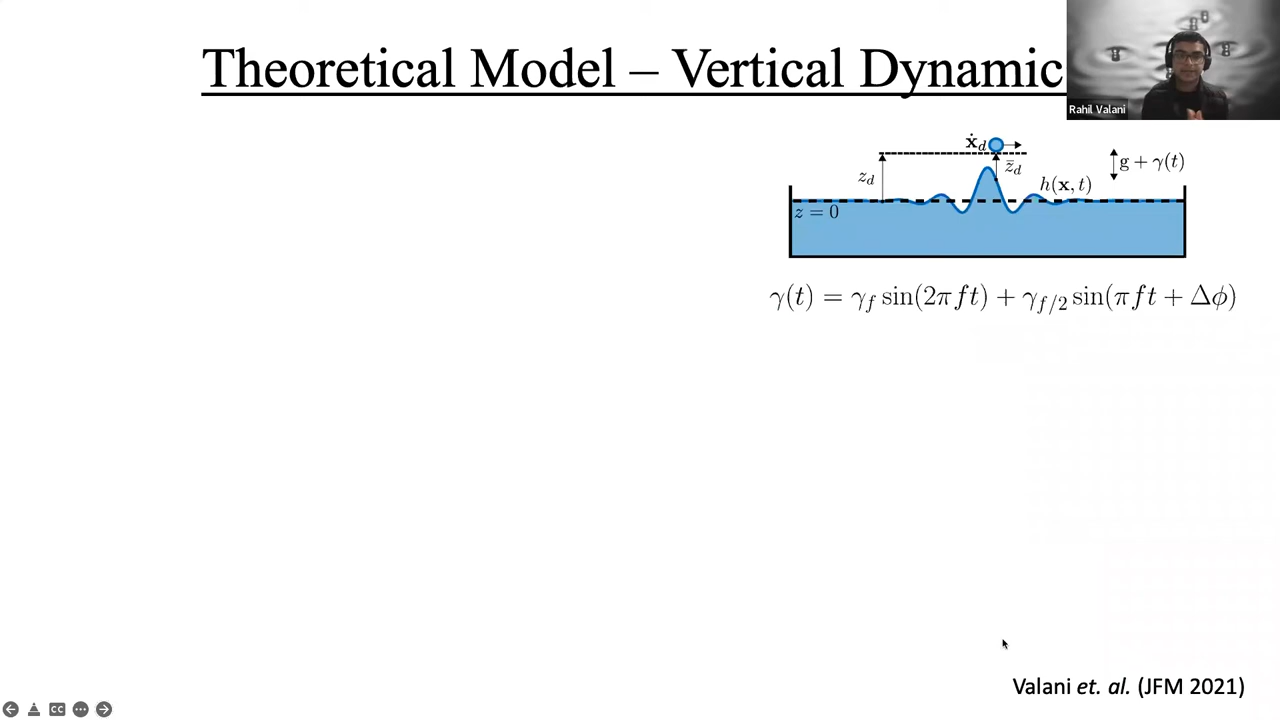 Theoretical Model – Vertical Dynamic
Rahil Valani
ẋ_d
z_d
z̄_d
g + γ(t)
h(x, t)
z = 0
γ(t) = γ_f sin(2πft) + γ_{f/2} sin(πft + Δϕ)
Valani et. al. (JFM 2021)
CC